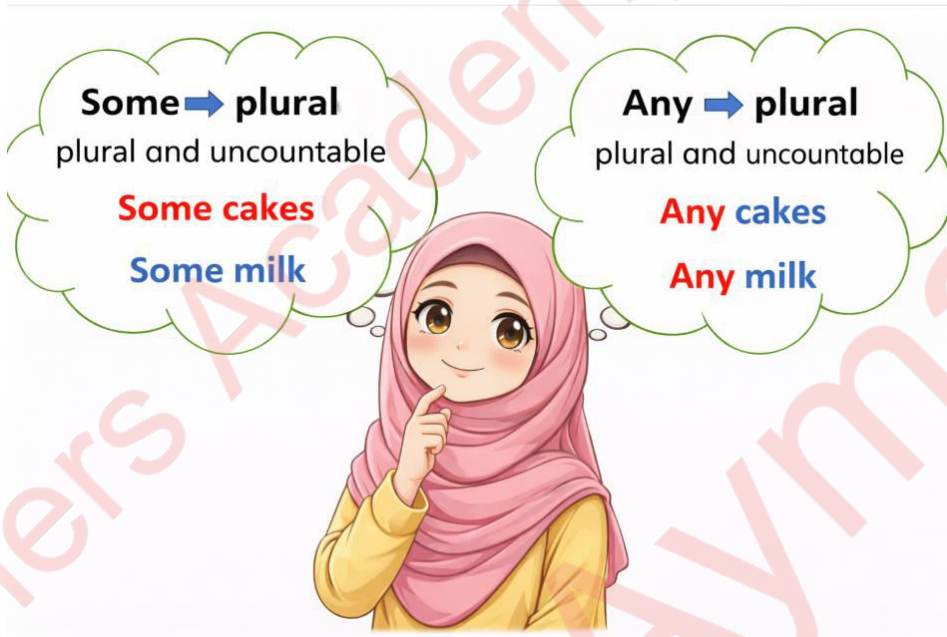 Some ➡ plural
plural and uncountable
Some cakes
Some milk
Any ➡ plural
plural and uncountable
Any cakes
Any milk